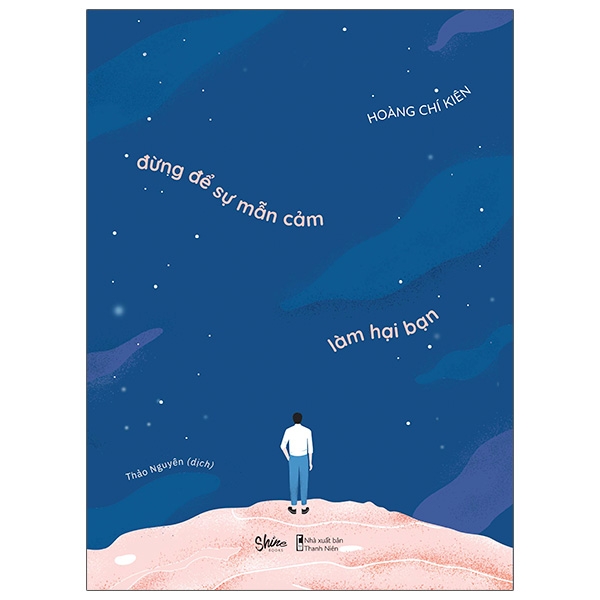 HOÀNG CHÍ KIÊN
đừng để sự mẫn cảm
làm hại bạn
Thảo Nguyên (dịch)
Shine
BOOKS
Nhà xuất bản
Thanh Niên